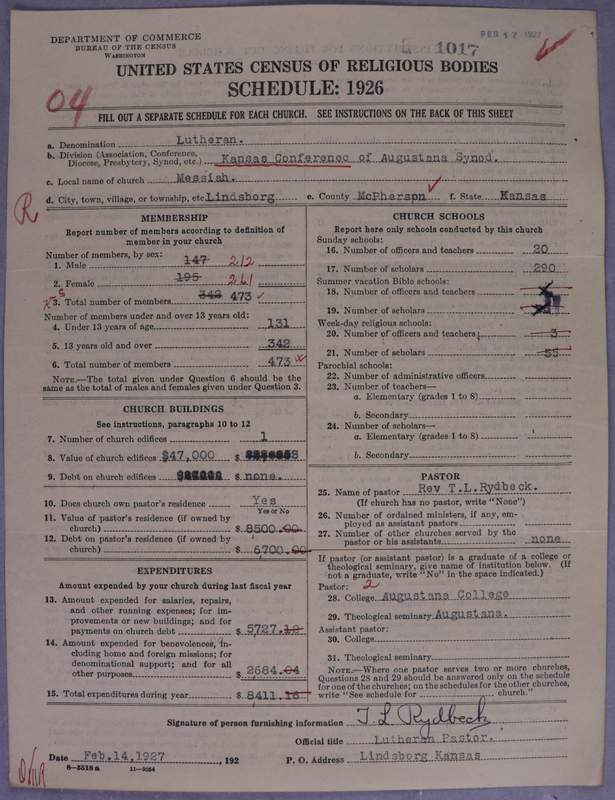 DEPARTMENT OF COMMERCE
BUREAU OF THE CENSUS
WASHINGTON
FEB 17 1927
1017
UNITED STATES CENSUS OF RELIGIOUS BODIES
SCHEDULE: 1926
04
FILL OUT A SEPARATE SCHEDULE FOR EACH CHURCH. SEE INSTRUCTIONS ON THE BACK OF THIS SHEET
a. Denomination Lutheran.
b. Division (Association, Conference, Diocese, Presbytery, Synod, etc.) Kansas Conferenec of Augustana Synod.
c. Local name of church Messiah.
d. City, town, village, or township, etc. Lindsborg e. County McPherson f. State Kansas
R
MEMBERSHIP
Report number of members according to definition of
member in your church
Number of members, by sex:
1. Male 147 212
2. Female 195 261
3. Total number of members 342 473
Number of members under and over 13 years old:
4. Under 13 years of age 131
5. 13 years old and over 342
6. Total number of members 473
NOTE.—The total given under Question 6 should be the
same as the total of males and females given under Question 3.
CHURCH BUILDINGS
See instructions, paragraphs 10 to 12
7. Number of church edifices 1
8. Value of church edifices $47,000 $
9. Debt on church edifices $ none.
10. Does church own pastor's residence Yes
Yes or No
11. Value of pastor's residence (if owned by
church) $ 8500.00
12. Debt on pastor's residence (if owned by
church) $ 6700.00
EXPENDITURES
Amount expended by your church during last fiscal year
13. Amount expended for salaries, repairs,
and other running expenses; for im-
provements or new buildings; and for
payments on church debt $ 5727.12
14. Amount expended for benevolences, in-
cluding home and foreign missions; for
denominational support; and for all
other purposes $ 2684.04
15. Total expenditures during year $ 8411.16
CHURCH SCHOOLS
Report here only schools conducted by this church
Sunday schools:
16. Number of officers and teachers 20
17. Number of scholars 290
Summer vacation Bible schools:
18. Number of officers and teachers
19. Number of scholars
Week-day religious schools:
20. Number of officers and teachers 3
21. Number of scholars 55
Parochial schools:
22. Number of administrative officers
23. Number of teachers—
a. Elementary (grades 1 to 8)
b. Secondary
24. Number of scholars—
a. Elementary (grades 1 to 8)
b. Secondary
PASTOR
25. Name of pastor Rev T.L.Rydbeck.
(If church has no pastor, write "None")
26. Number of ordained ministers, if any, em-
ployed as assistant pastors
27. Number of other churches served by the
pastor or his assistants none
If pastor (or assistant pastor) is a graduate of a college or
theological seminary, give name of institution below. (If
not a graduate, write "No" in the space indicated.)
Pastor: 2
28. College Augustana College
29. Theological seminary Augustana.
Assistant pastor:
30. College
31. Theological seminary
NOTE.—Where one pastor serves two or more churches,
Questions 28 and 29 should be answered only on the schedule
for one of the churches; on the schedules for the other churches,
write "See schedule for church."
Signature of person furnishing information T L Rydbeck
Official title Lutheran Pastor.
Date Feb.14,1927 , 192 P. O. Address Lindsborg Kansas
8-5518 a 11-9054